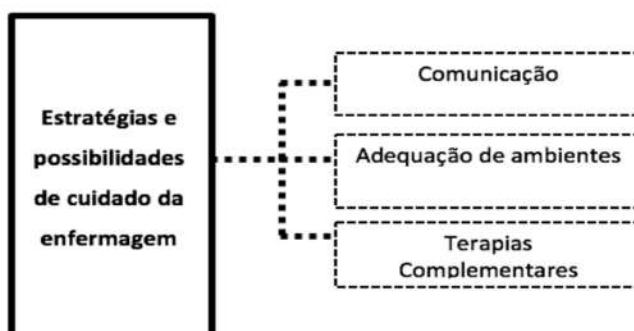 Estratégias e
possibilidades
de cuidado da
enfermagem
Comunicação
Adequação de ambientes
Terapias
Complementares